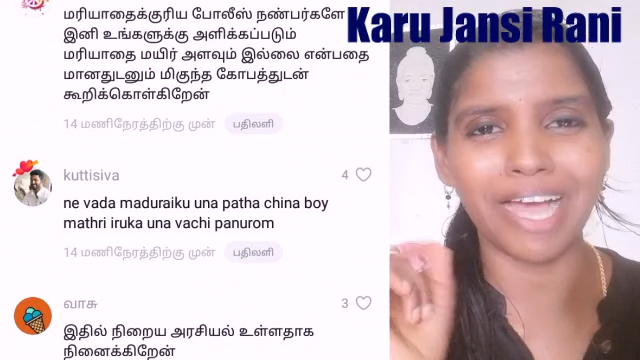 Karu Jansi Rani
மரியாதைக்குரிய போலீஸ் நண்பர்களே
இனி உங்களுக்கு அளிக்கப்படும்
மரியாதை மயிர் அளவும் இல்லை என்பதை
மானதுடனும் மிகுந்த கோபத்துடன்
கூறிக்கொள்கிறேன்
14 மணிநேரத்திற்கு முன் பதிலளி
kuttisiva 4
ne vada maduraiku una patha china boy
mathri iruka una vachi panurom
14 மணிநேரத்திற்கு முன் பதிலளி
வாசு 3
இதில் நிறைய அரசியல் உள்ளதாக
நினைக்கிறேன்